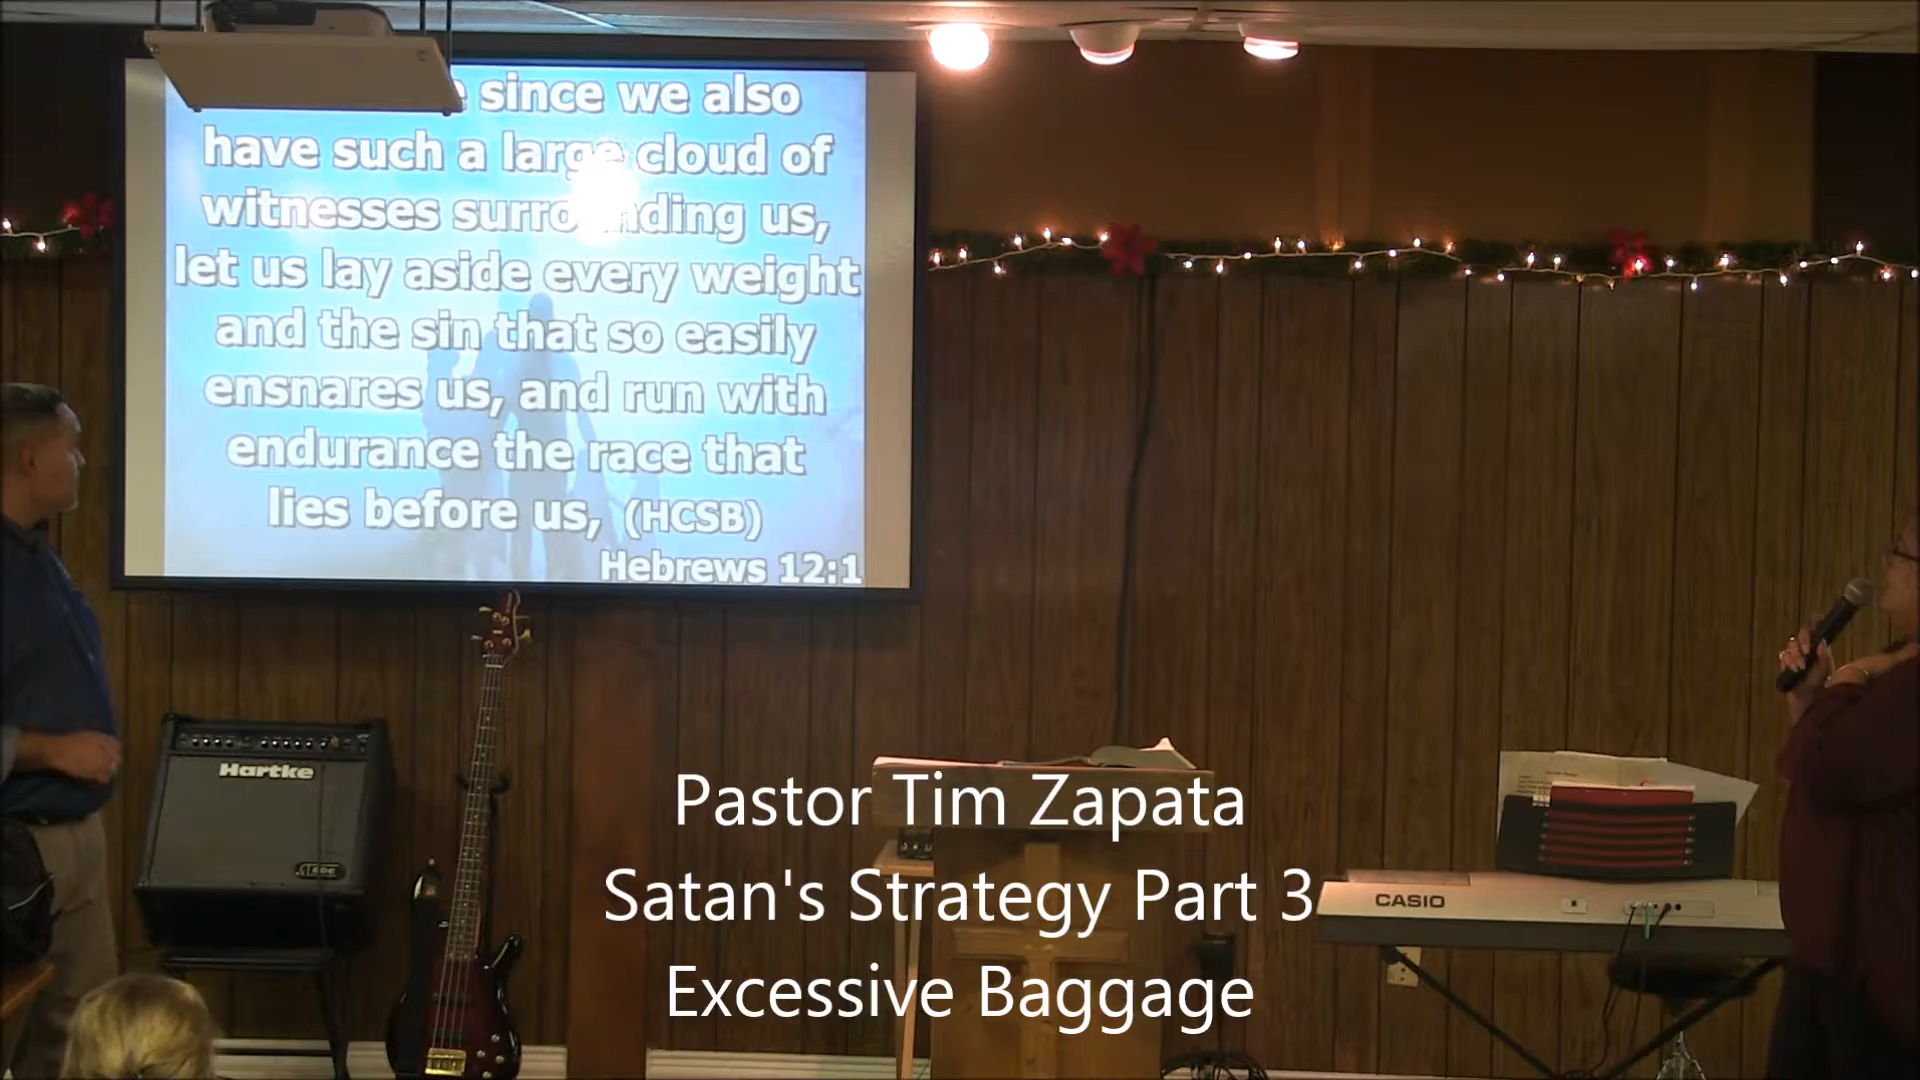 since we also
have such a large cloud of
witnesses surrounding us,
let us lay aside every weight
and the sin that so easily
ensnares us, and run with
endurance the race that
lies before us, (HCSB)
Hebrews 12:1
Hartke
Pastor Tim Zapata
Satan's Strategy Part 3
Excessive Baggage
CASIO